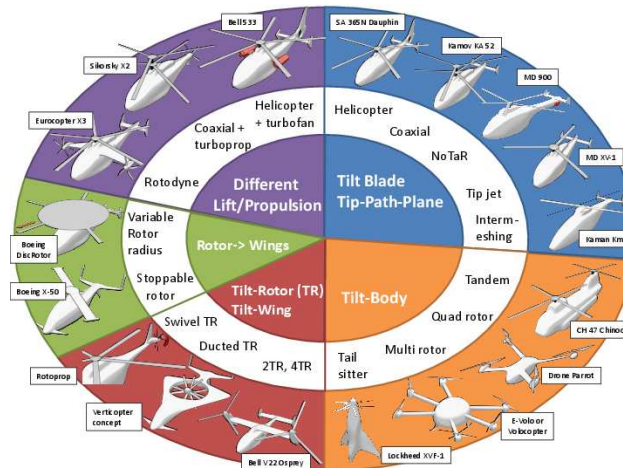 Bell 533
SA 365N Dauphin
Sikorsky X2
Kamov KA 52
MD 900
Eurocopter X3
MD XV-1
Kaman Km
Helicopter
+ turbofan
Coaxial +
turboprop
Rotodyne
Helicopter
Coaxial
NoTaR
Tip jet
Interm-
eshing
Different
Lift/Propulsion
Tilt Blade
Tip-Path-Plane
Variable
Rotor
radius
Stoppable
rotor
Rotor-> Wings
Boeing
DiscRotor
Boeing X-50
Tilt-Rotor (TR)
Tilt-Wing
Tilt-Body
Swivel TR
Ducted TR
2TR, 4TR
Tandem
Quad rotor
Multi rotor
Tail
sitter
CH 47 Chinoo
Drone Parrot
E-Volo or
Volocopter
Lockheed XVF-1
Rotoprop
Verticopter
concept
Bell V22 Osprey